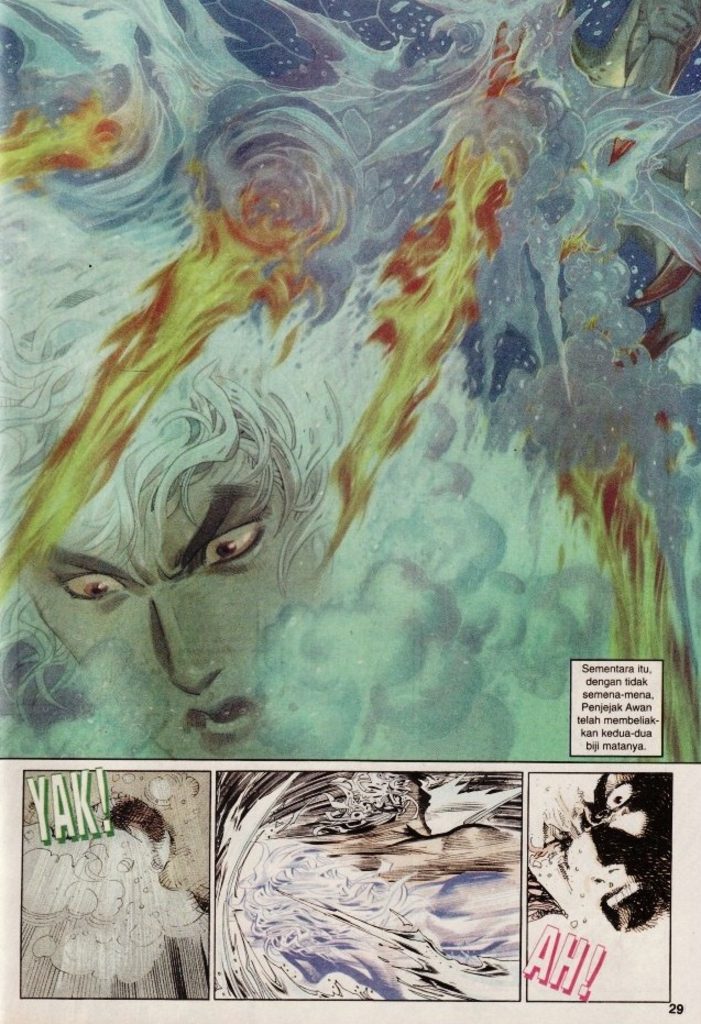 Sementara itu,
dengan tidak
semena-mena,
Penjejak Awan
telah membeliak-
kan kedua-dua
biji matanya.
YAK!
AH!
29